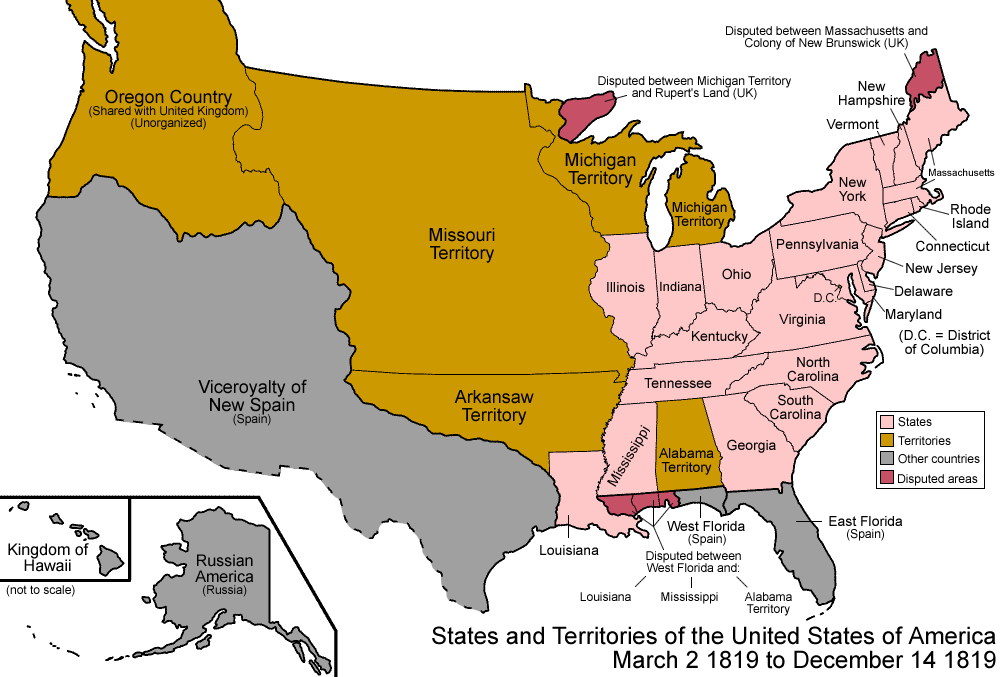 Disputed between Massachusetts and
Colony of New Brunswick (UK)
Disputed between Michigan Territory
and Rupert's Land (UK)
Oregon Country
(Shared with United Kingdom)
(Unorganized)
New
Hampshire
Vermont
Michigan
Territory
Massachusetts
New
York
Michigan
Territory
Rhode
Island
Missouri
Territory
Pennsylvania
Connecticut
New Jersey
Illinois
Indiana
Ohio
Delaware
D.C.
Maryland
Virginia
(D.C. = District
of Columbia)
Kentucky
North
Carolina
Tennessee
Viceroyalty of
New Spain
(Spain)
Arkansaw
Territory
South
Carolina
States
Territories
Other countries
Disputed areas
Mississippi
Alabama
Territory
Georgia
Louisiana
West Florida
(Spain)
East Florida
(Spain)
Kingdom of
Hawaii
(not to scale)
Russian
America
(Russia)
Disputed between
West Florida and:
Louisiana
Mississippi
Alabama
Territory
States and Territories of the United States of America
March 2 1819 to December 14 1819